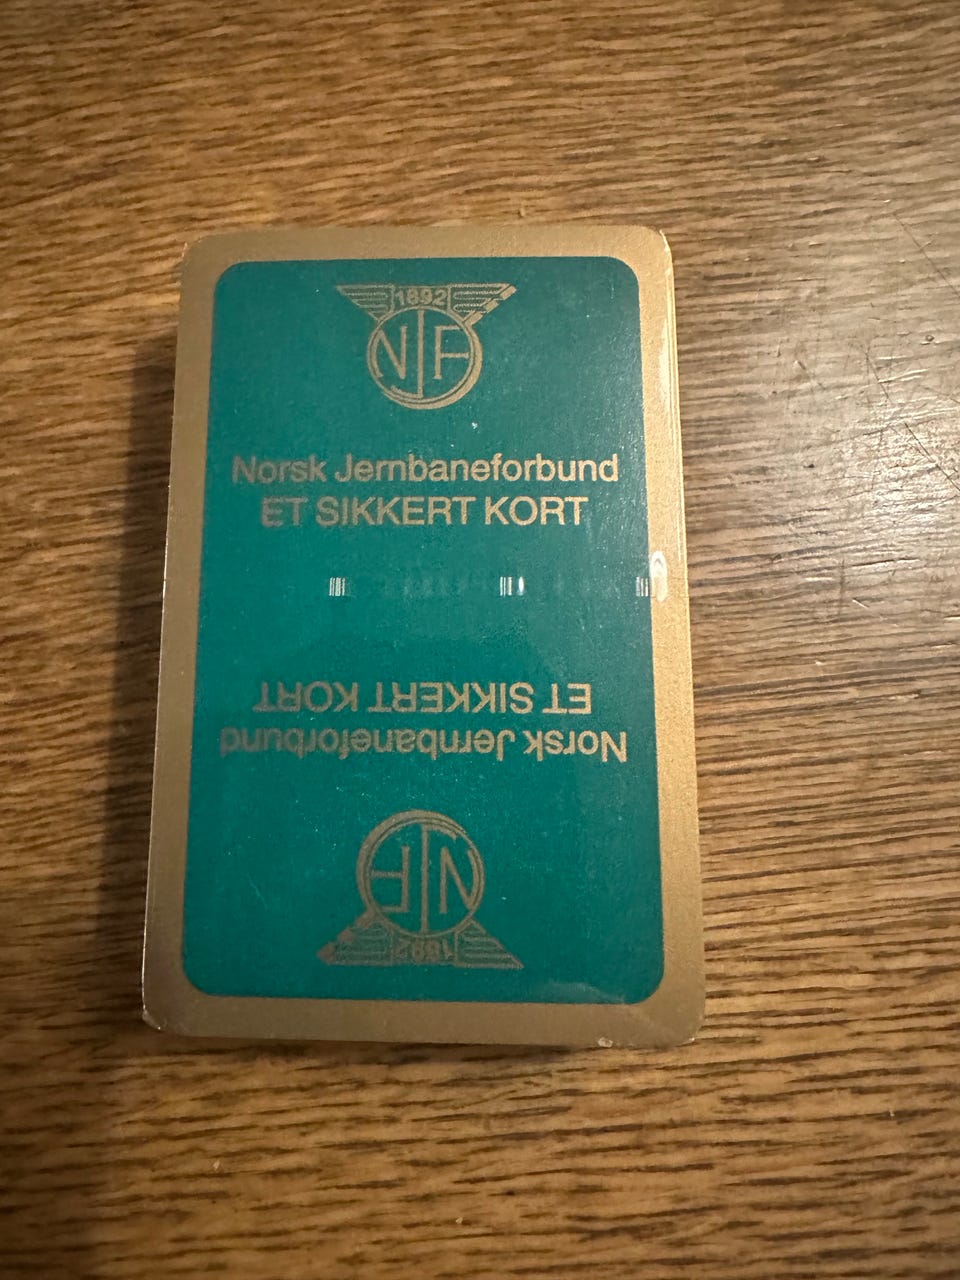 1892
NJF
Norsk Jernbaneforbund
ET SIKKERT KORT
ET SIKKERT KORT
Norsk Jernbaneforbund
NJF
1892